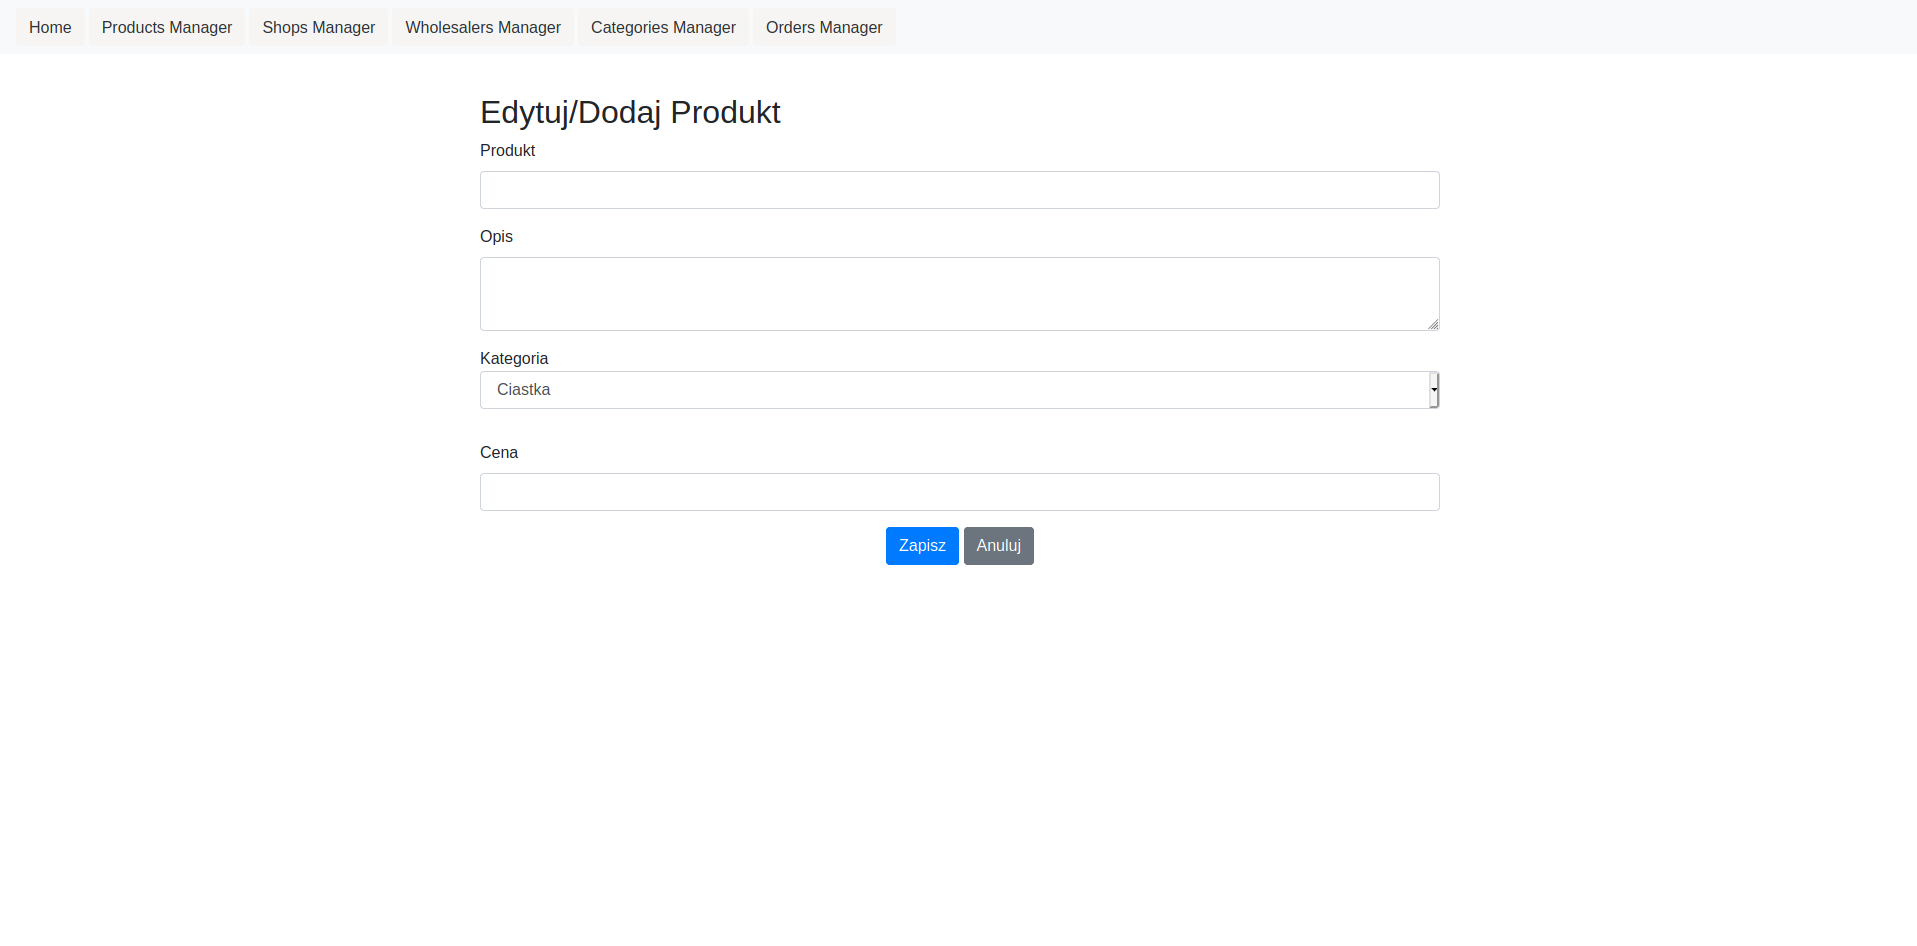 Home Products Manager Shops Manager Wholesalers Manager Categories Manager Orders Manager
Edytuj/Dodaj Produkt
Produkt
Opis
Kategoria
Ciastka
Cena
Zapisz Anuluj